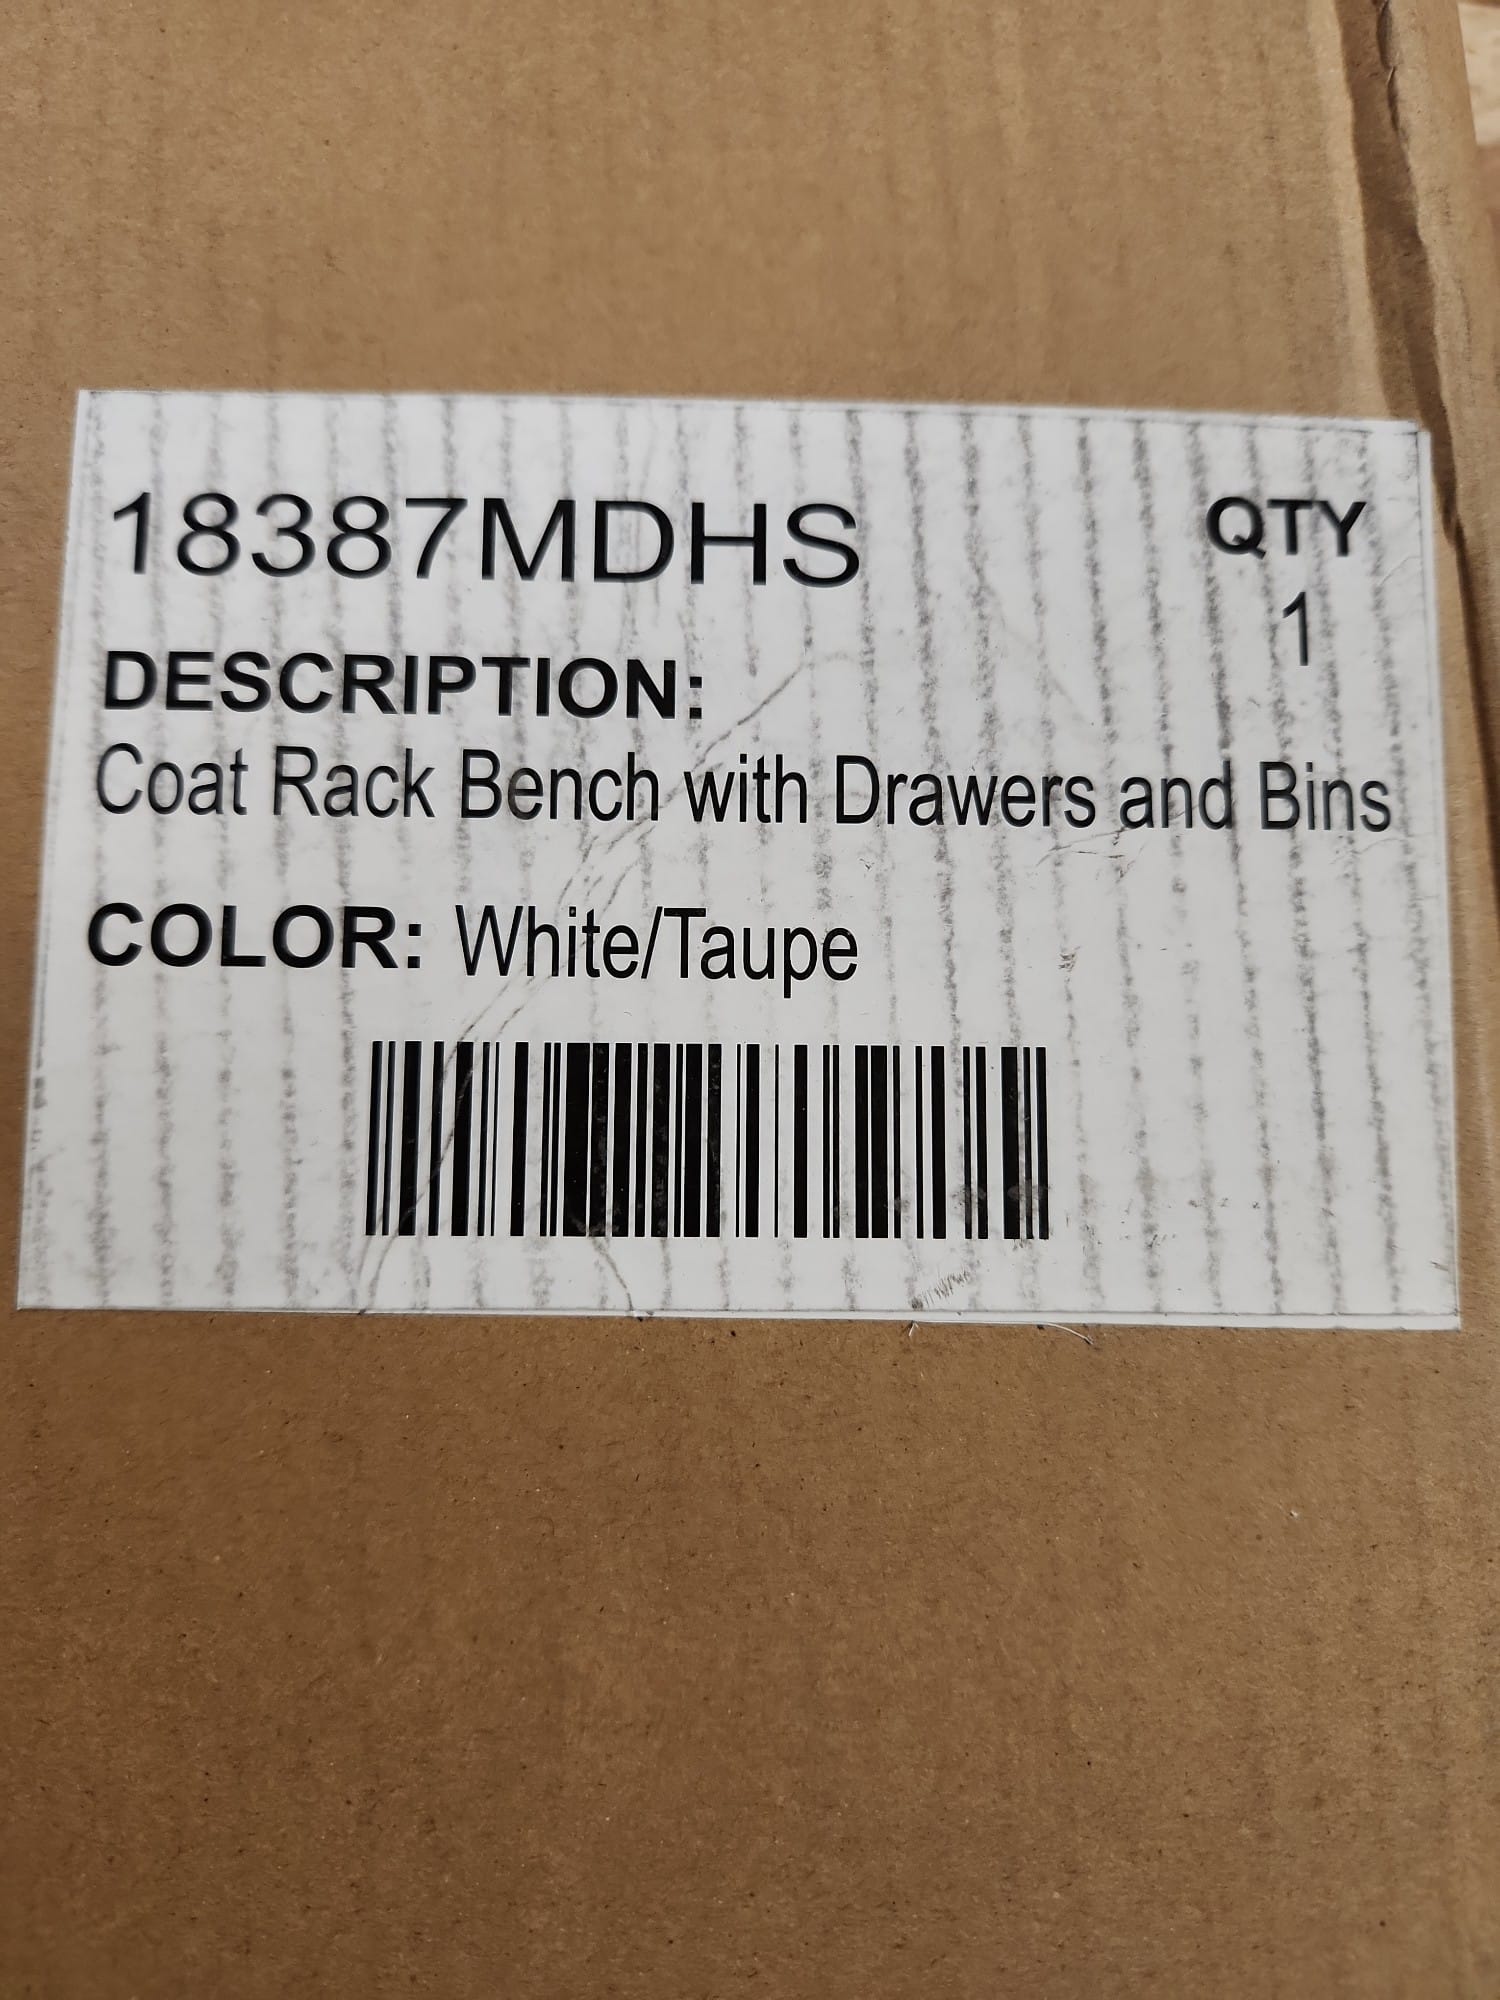 18387MDHS
QTY
1
DESCRIPTION:
Coat Rack Bench with Drawers and Bins
COLOR: White/Taupe